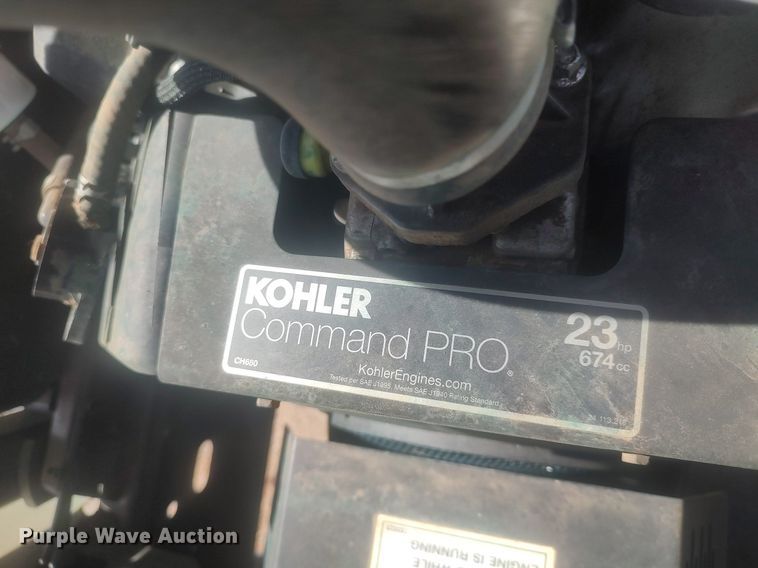 KOHLER
Command PRO®
23 hp
674 cc
CH680
KohlerEngines.com
Tested per SAE J1995. Meets SAE J1940 Rating Standard
ENGINE IS RUNNING
WHILE
Purple Wave Auction